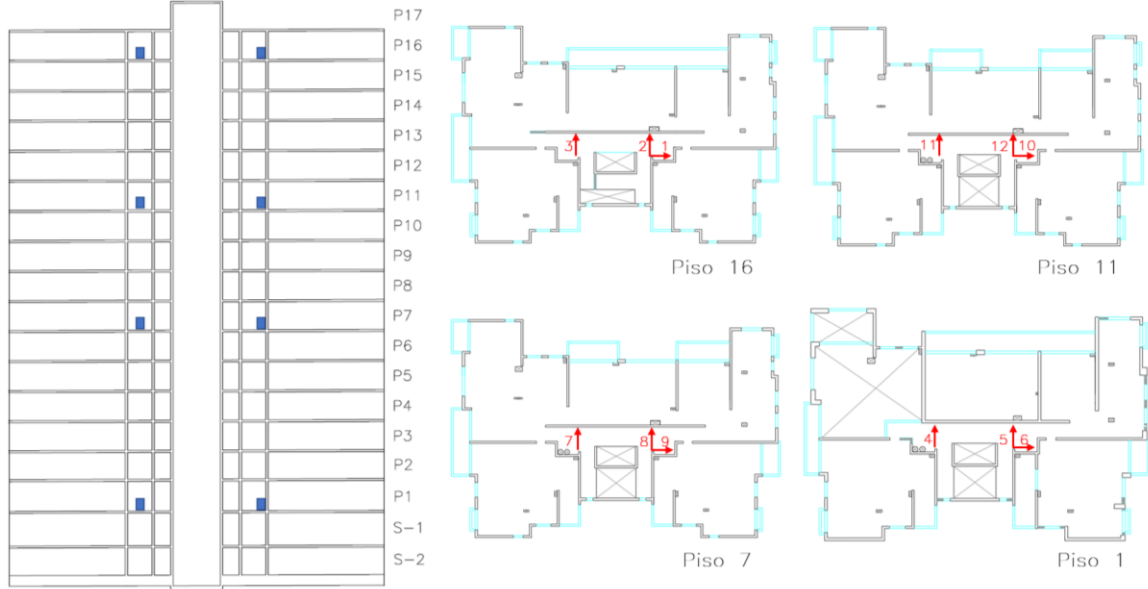 P17
P16
P15
P14
P13
P12
P11
P10
P9
P8
P7
P6
P5
P4
P3
P2
P1
S-1
S-2
3 2 1
Piso 16
11 12 10
Piso 11
7 8 9
Piso 7
4 5 6
Piso 1